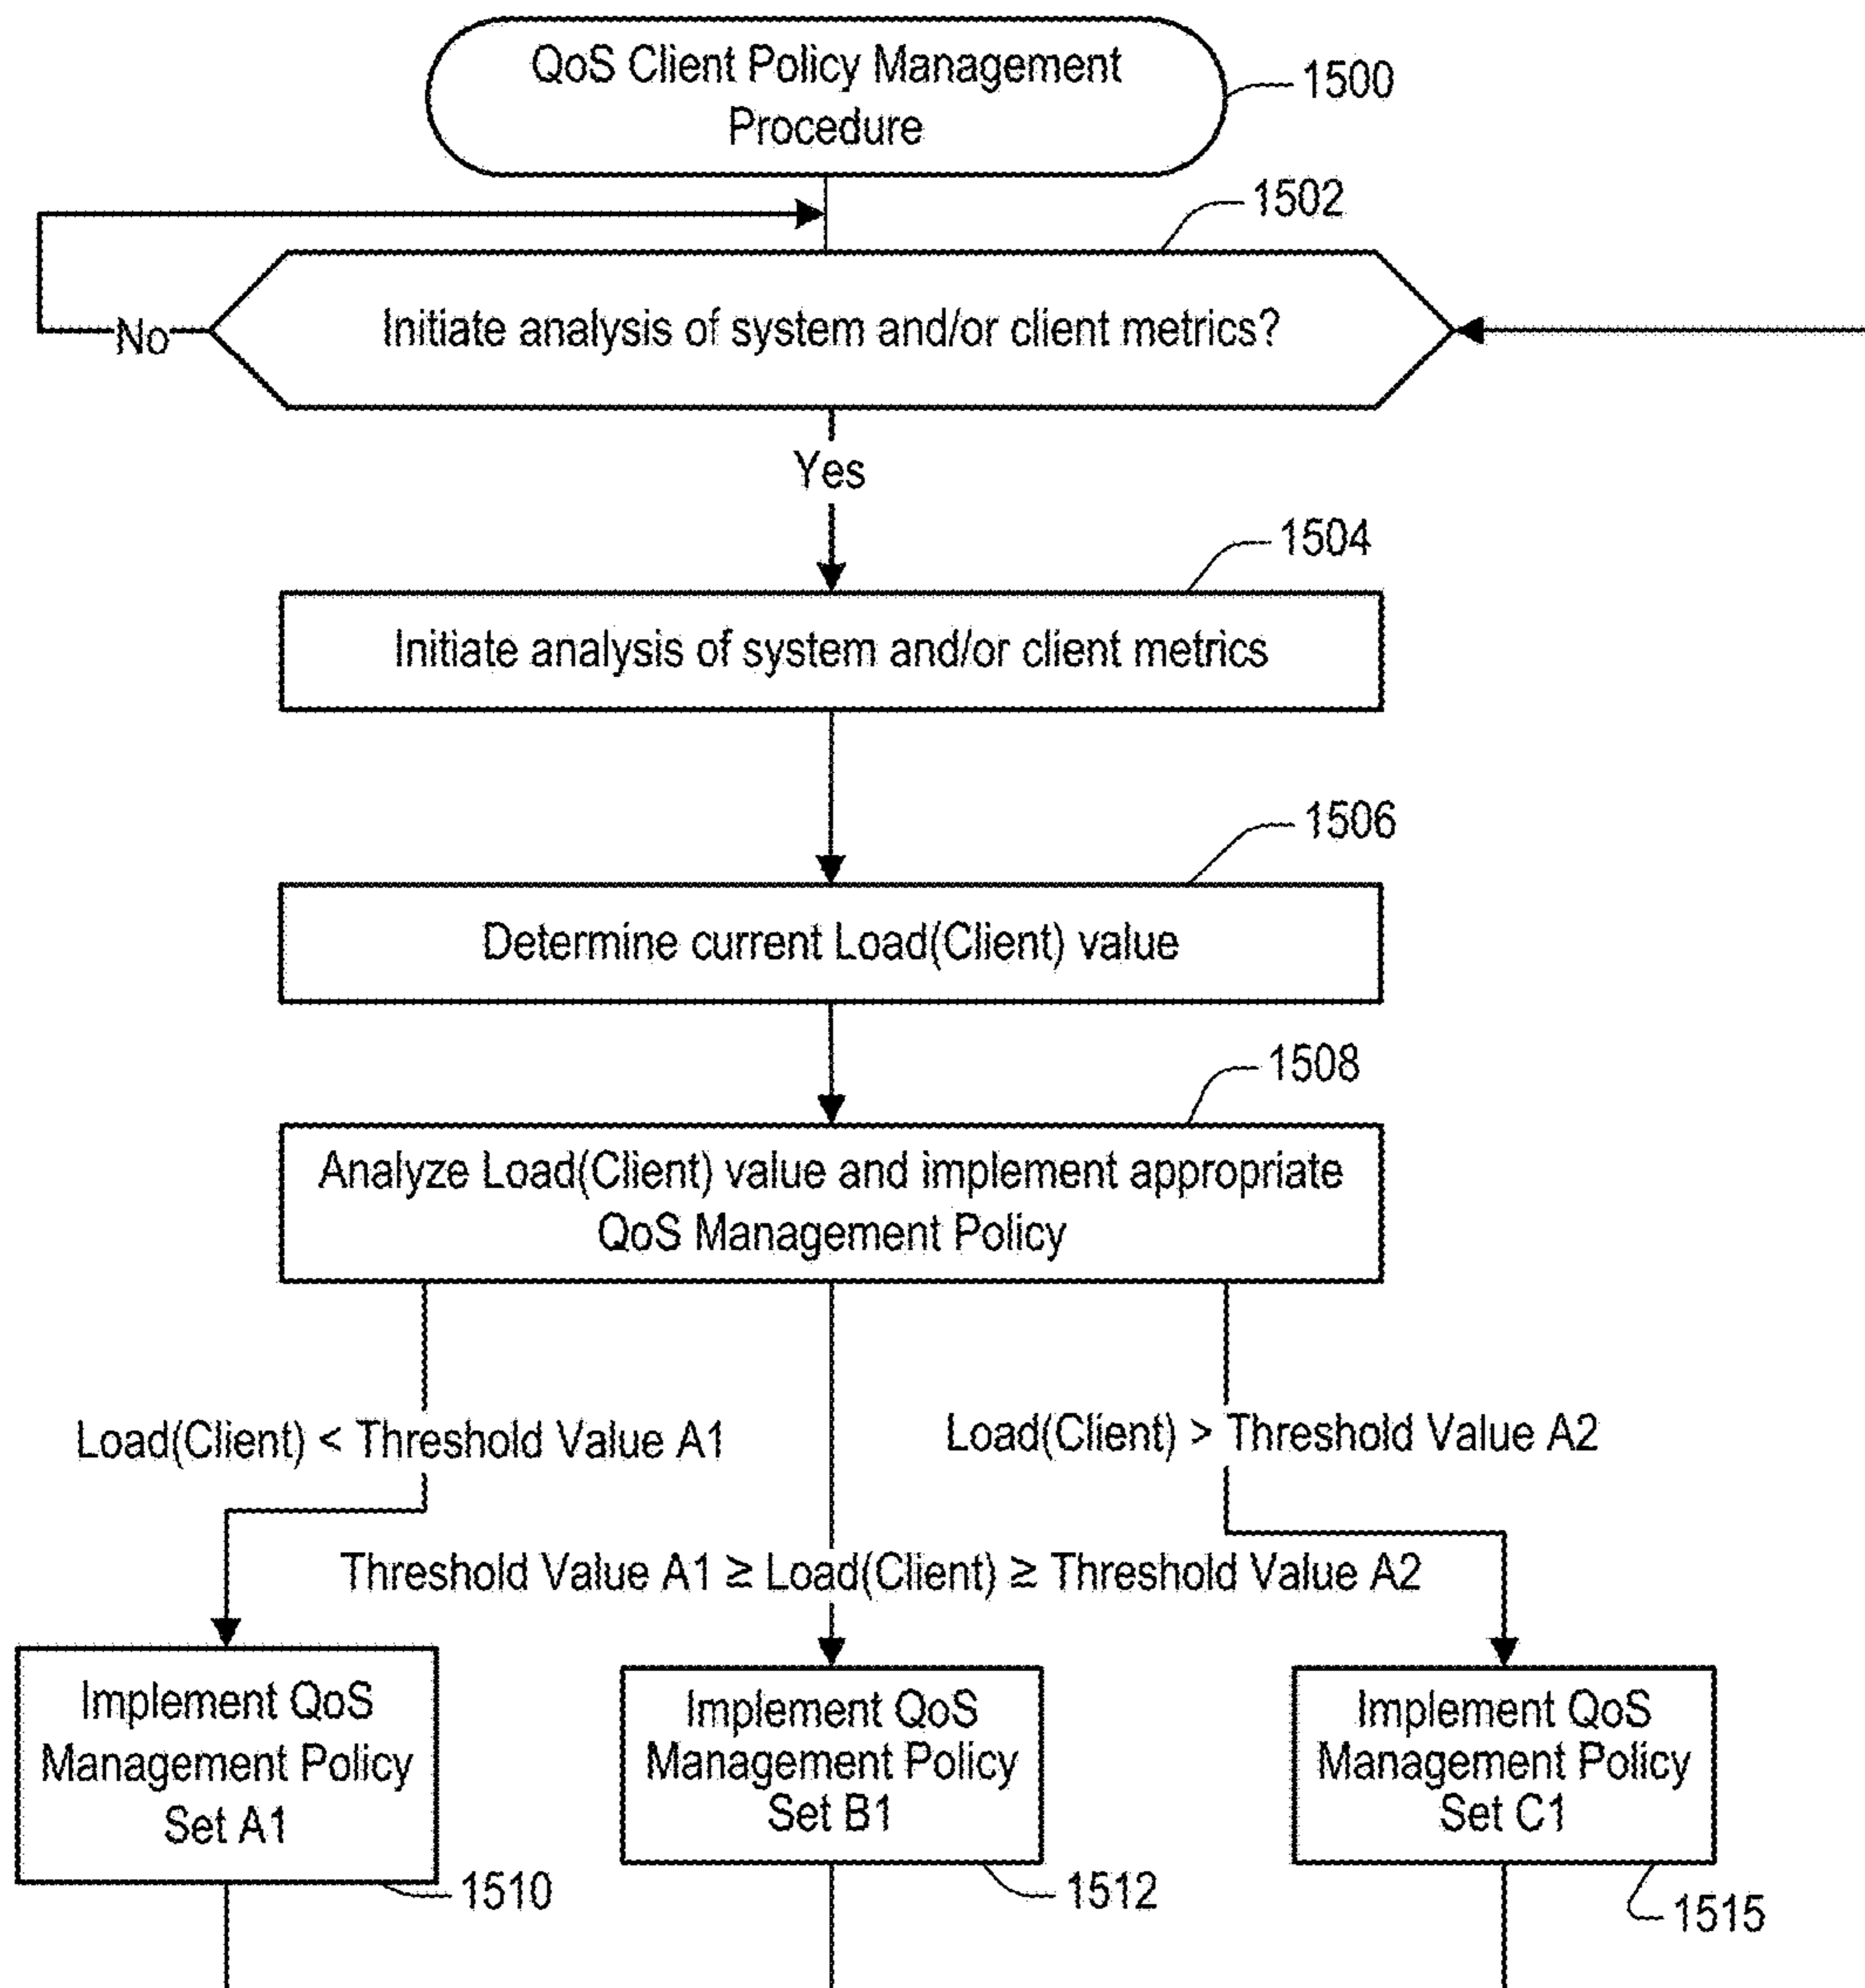 QoS Client Policy Management
Procedure
1500
1502
Initiate analysis of system and/or client metrics?
No
Yes
1504
Initiate analysis of system and/or client metrics
1506
Determine current Load(Client) value
1508
Analyze Load(Client) value and implement appropriate
QoS Management Policy
Load(Client) < Threshold Value A1
Load(Client) > Threshold Value A2
Threshold Value A1 ≥ Load(Client) ≥ Threshold Value A2
Implement QoS
Management Policy
Set A1
1510
Implement QoS
Management Policy
Set B1
1512
Implement QoS
Management Policy
Set C1
1515